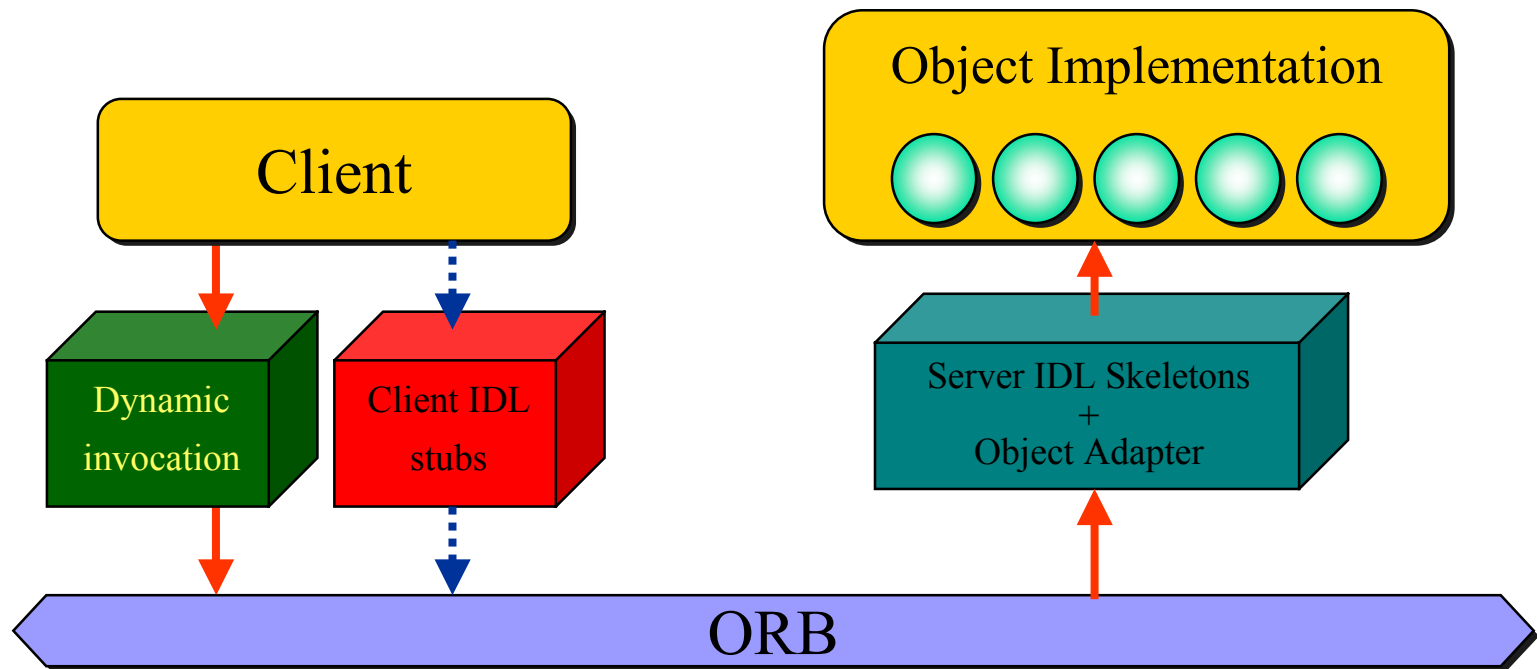 Object Implementation
Client
Dynamic
invocation
Client IDL
stubs
Server IDL Skeletons
+
Object Adapter
ORB